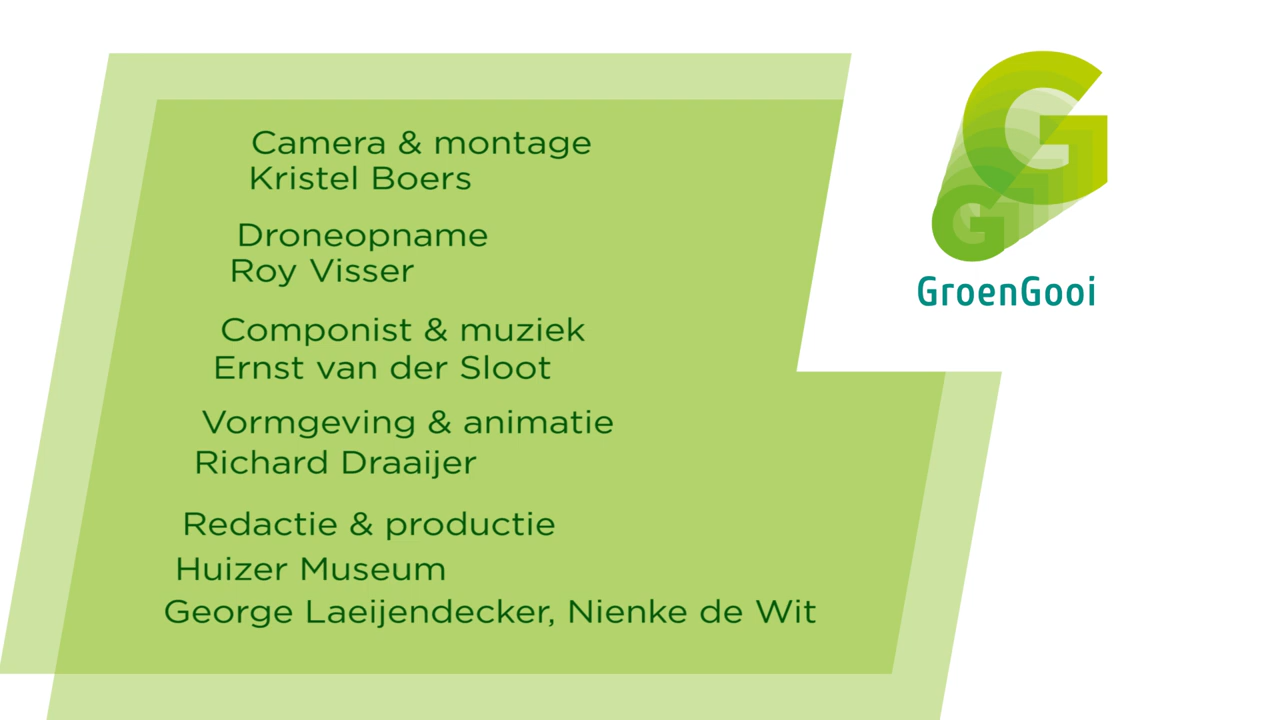 Camera & montage
Kristel Boers
Droneopname
Roy Visser
Componist & muziek
Ernst van der Sloot
Vormgeving & animatie
Richard Draaijer
Redactie & productie
Huizer Museum
George Laeijendecker, Nienke de Wit
G
G
GroenGooi